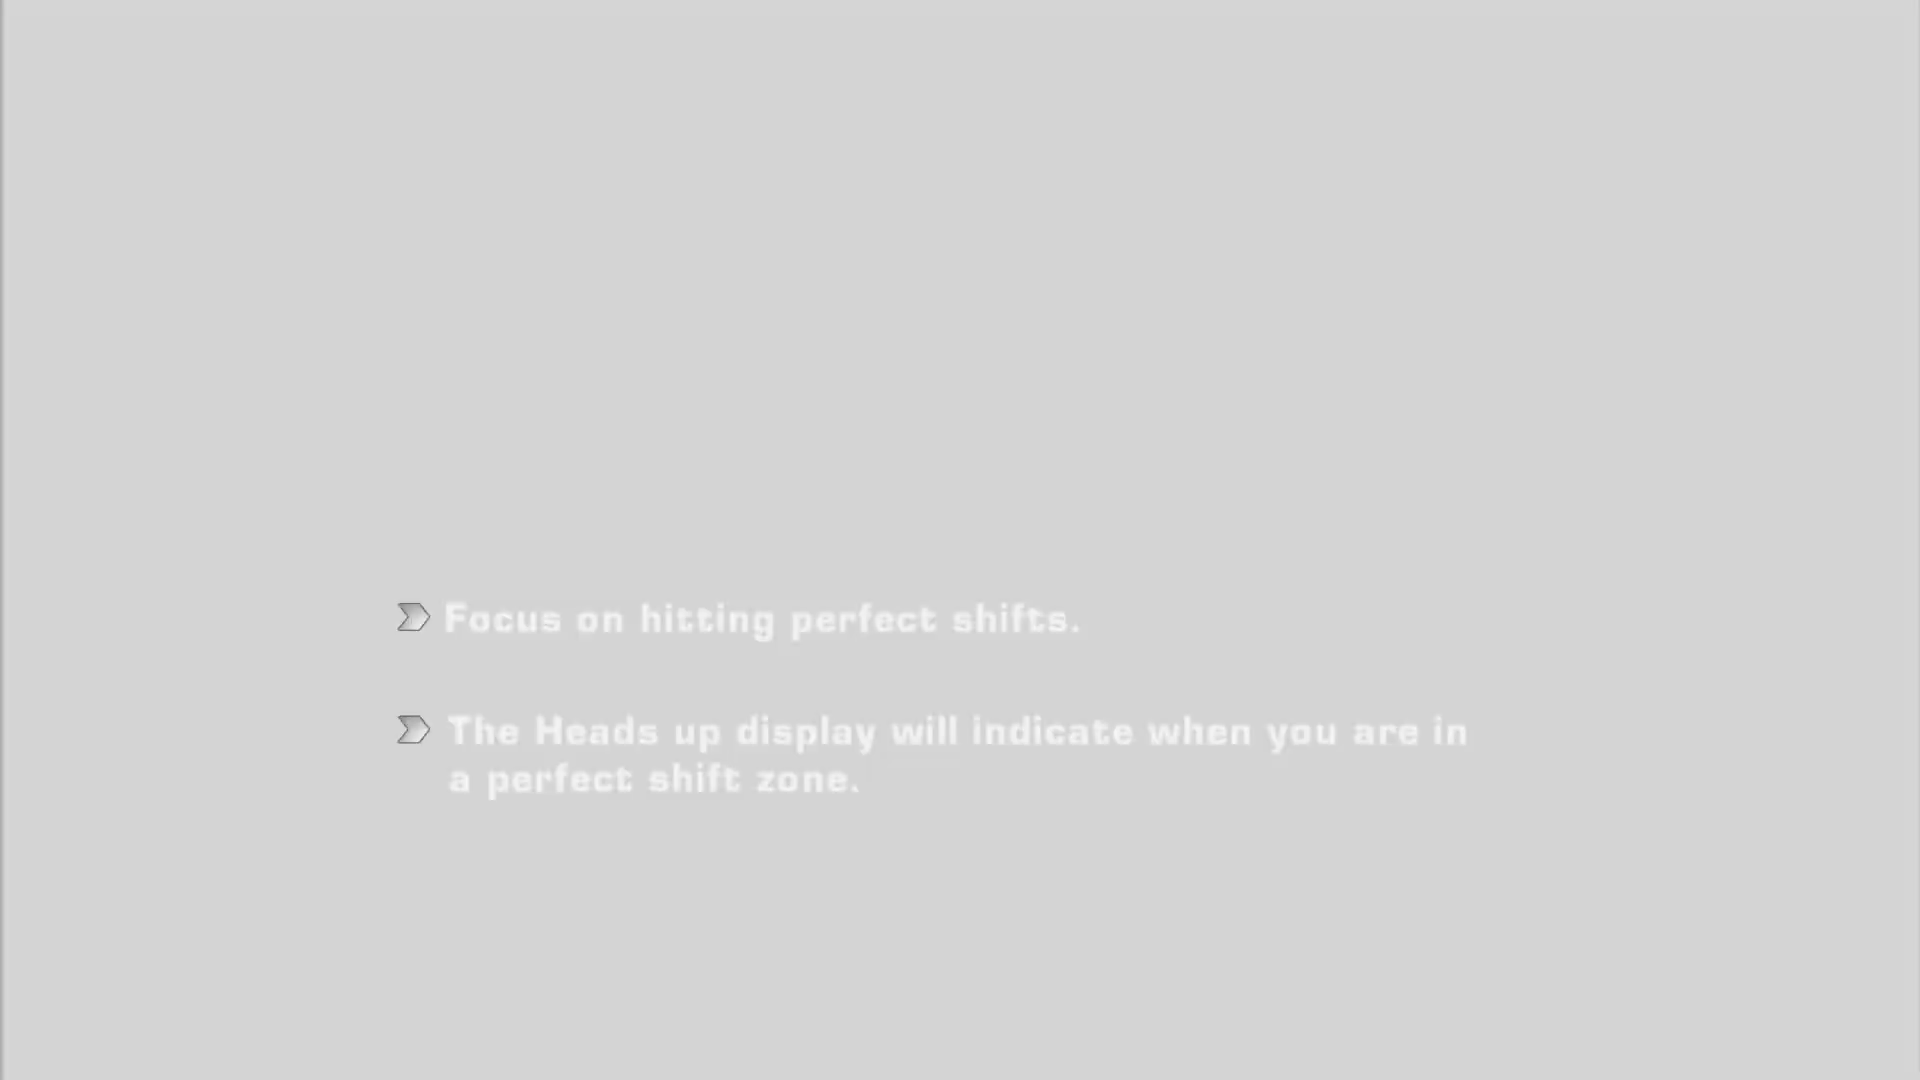 Focus on hitting perfect shifts.
The Heads up display will indicate when you are in
a perfect shift zone.